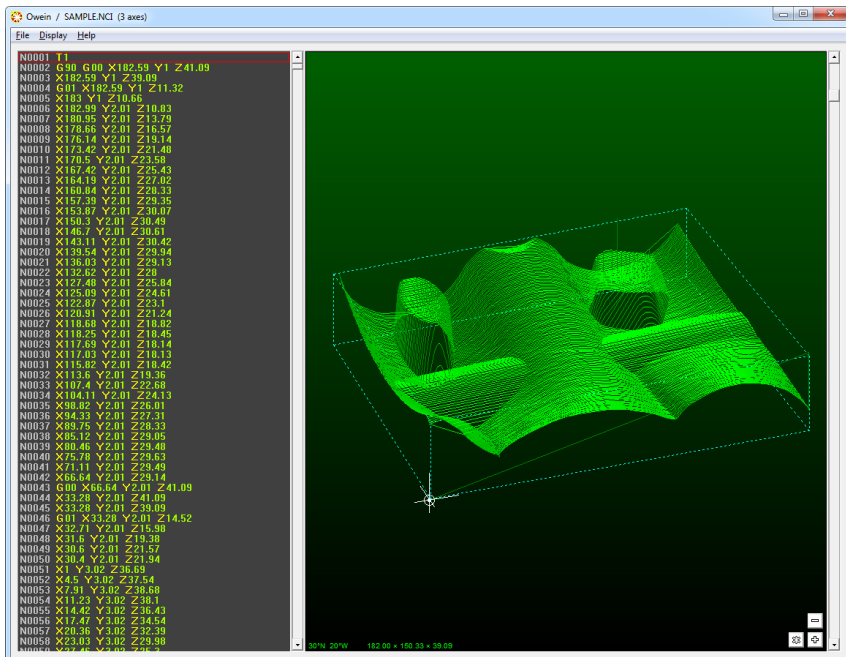 Owein / SAMPLE.NCI (3 axes)
File Display Help
N0001 T1
N0002 G90 G00 X182.59 Y1 Z41.09
N0003 X182.59 Y1 Z39.09
N0004 G01 X182.59 Y1 Z11.32
N0005 X183 Y1 Z10.66
N0006 X182.99 Y2.01 Z10.83
N0007 X180.95 Y2.01 Z13.79
N0008 X178.66 Y2.01 Z16.57
N0009 X176.14 Y2.01 Z19.14
N0010 X173.42 Y2.01 Z21.48
N0011 X170.5 Y2.01 Z23.58
N0012 X167.42 Y2.01 Z25.43
N0013 X164.19 Y2.01 Z27.02
N0014 X160.84 Y2.01 Z28.33
N0015 X157.39 Y2.01 Z29.35
N0016 X153.87 Y2.01 Z30.07
N0017 X150.3 Y2.01 Z30.49
N0018 X146.7 Y2.01 Z30.61
N0019 X143.11 Y2.01 Z30.42
N0020 X139.54 Y2.01 Z29.94
N0021 X136.03 Y2.01 Z29.13
N0022 X132.62 Y2.01 Z28
N0023 X127.48 Y2.01 Z25.84
N0024 X125.09 Y2.01 Z24.61
N0025 X122.87 Y2.01 Z23.1
N0026 X120.91 Y2.01 Z21.24
N0027 X118.68 Y2.01 Z18.82
N0028 X118.25 Y2.01 Z18.45
N0029 X117.69 Y2.01 Z18.14
N0030 X117.03 Y2.01 Z18.13
N0031 X115.82 Y2.01 Z18.42
N0032 X113.6 Y2.01 Z19.36
N0033 X107.4 Y2.01 Z22.68
N0034 X104.11 Y2.01 Z24.13
N0035 X98.82 Y2.01 Z26.01
N0036 X94.33 Y2.01 Z27.31
N0037 X89.75 Y2.01 Z28.33
N0038 X85.12 Y2.01 Z29.05
N0039 X80.46 Y2.01 Z29.48
N0040 X75.78 Y2.01 Z29.63
N0041 X71.11 Y2.01 Z29.49
N0042 X66.64 Y2.01 Z29.14
N0043 G00 X66.64 Y2.01 Z41.09
N0044 X33.28 Y2.01 Z41.09
N0045 X33.28 Y2.01 Z39.09
N0046 G01 X33.28 Y2.01 Z14.52
N0047 X32.71 Y2.01 Z15.98
N0048 X31.6 Y2.01 Z19.38
N0049 X30.6 Y2.01 Z21.57
N0050 X30.4 Y2.01 Z21.94
N0051 X1 Y3.02 Z36.69
N0052 X4.5 Y3.02 Z37.54
N0053 X7.91 Y3.02 Z38.68
N0054 X11.23 Y3.02 Z38.1
N0055 X14.42 Y3.02 Z36.43
N0056 X17.47 Y3.02 Z34.54
N0057 X20.36 Y3.02 Z32.39
N0058 X23.03 Y3.02 Z29.98
30°N 20°W 182.00 × 150.33 × 39.09